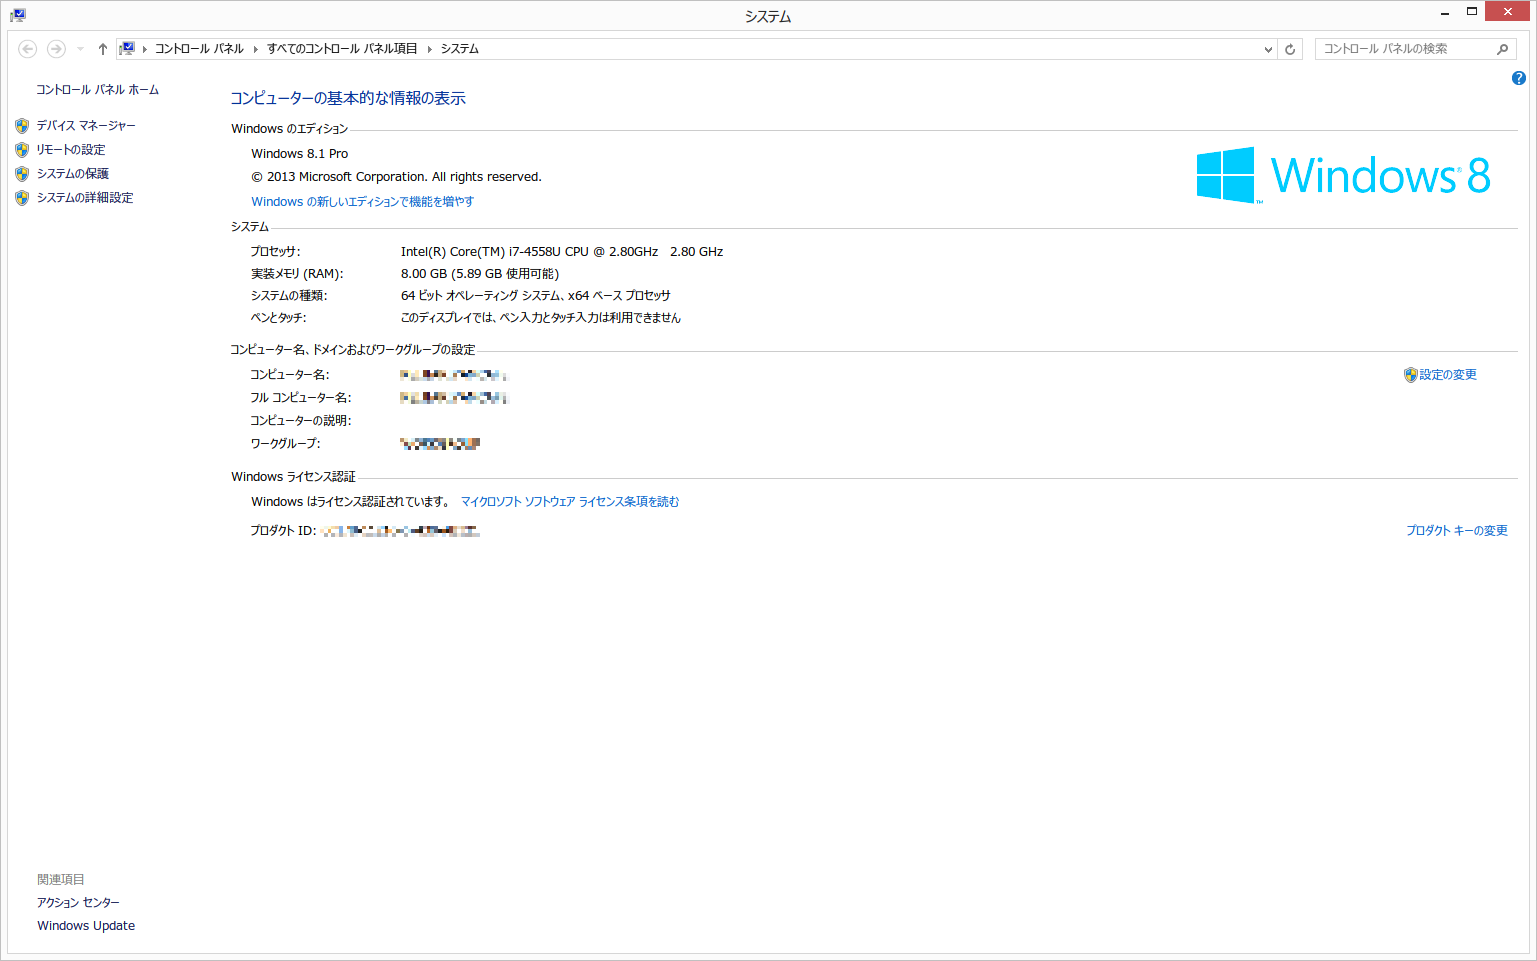 システム
コントロール パネル ▸ すべてのコントロール パネル項目 ▸ システム
コントロール パネルの検索
コントロール パネル ホーム
デバイス マネージャー
リモートの設定
システムの保護
システムの詳細設定
コンピューターの基本的な情報の表示
Windows のエディション
Windows 8.1 Pro
© 2013 Microsoft Corporation. All rights reserved.
Windows の新しいエディションで機能を増やす
Windows® 8
™
システム
プロセッサ: Intel(R) Core(TM) i7-4558U CPU @ 2.80GHz 2.80 GHz
実装メモリ (RAM): 8.00 GB (5.89 GB 使用可能)
システムの種類: 64 ビット オペレーティング システム、x64 ベース プロセッサ
ペンとタッチ: このディスプレイでは、ペン入力とタッチ入力は利用できません
コンピューター名、ドメインおよびワークグループの設定
コンピューター名:
設定の変更
フル コンピューター名:
コンピューターの説明:
ワークグループ:
Windows ライセンス認証
Windows はライセンス認証されています。 マイクロソフト ソフトウェア ライセンス条項を読む
プロダクト ID:
プロダクト キーの変更
関連項目
アクション センター
Windows Update